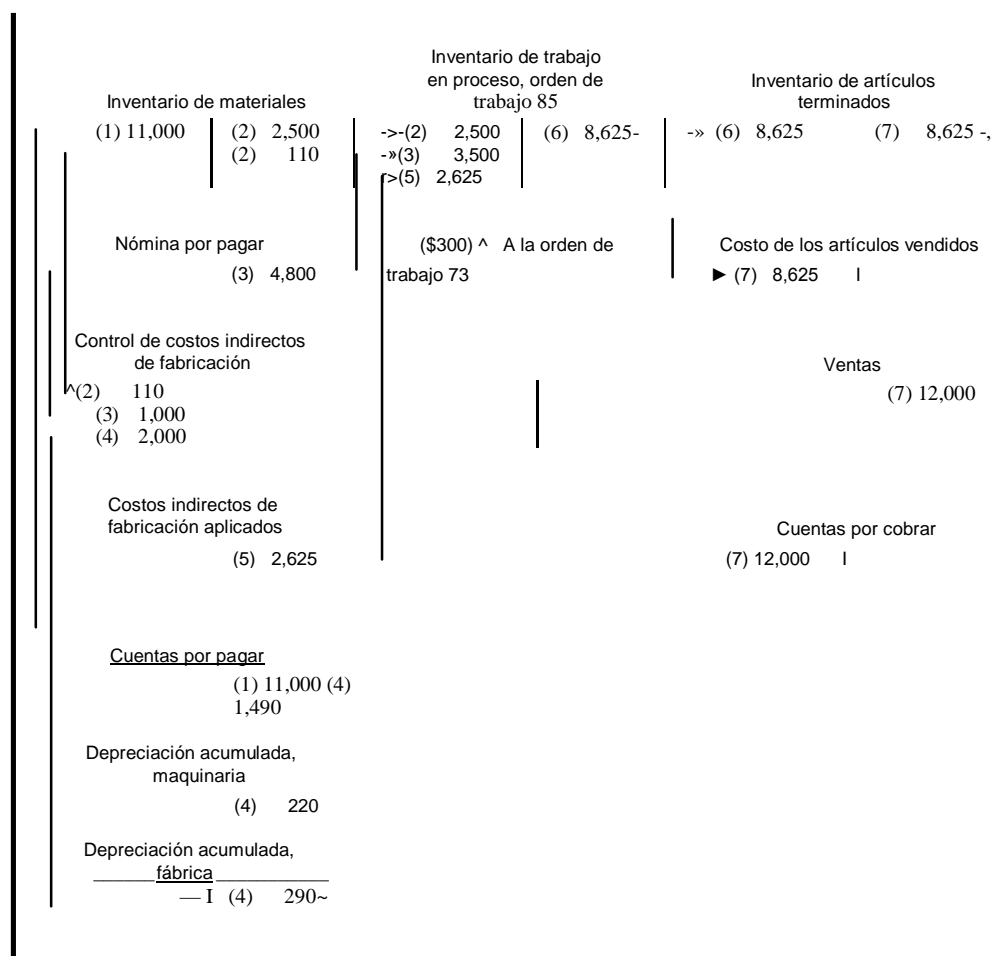 Inventario de trabajo
en proceso, orden de
trabajo 85
Inventario de materiales
Inventario de artículos
terminados
(1) 11,000 (2) 2,500 ->-(2) 2,500 (6) 8,625- -» (6) 8,625 (7) 8,625 -,
(2) 110 -»(3) 3,500
r>(5) 2,625
Nómina por pagar ($300) ^ A la orden de Costo de los artículos vendidos
(3) 4,800 trabajo 73 ► (7) 8,625 I
Control de costos indirectos
de fabricación
Ventas
^(2) 110 (7) 12,000
(3) 1,000
(4) 2,000
Costos indirectos de
fabricación aplicados
Cuentas por cobrar
(5) 2,625 (7) 12,000 I
Cuentas por pagar
(1) 11,000 (4)
1,490
Depreciación acumulada,
maquinaria
(4) 220
Depreciación acumulada,
______fábrica___________
— I (4) 290~